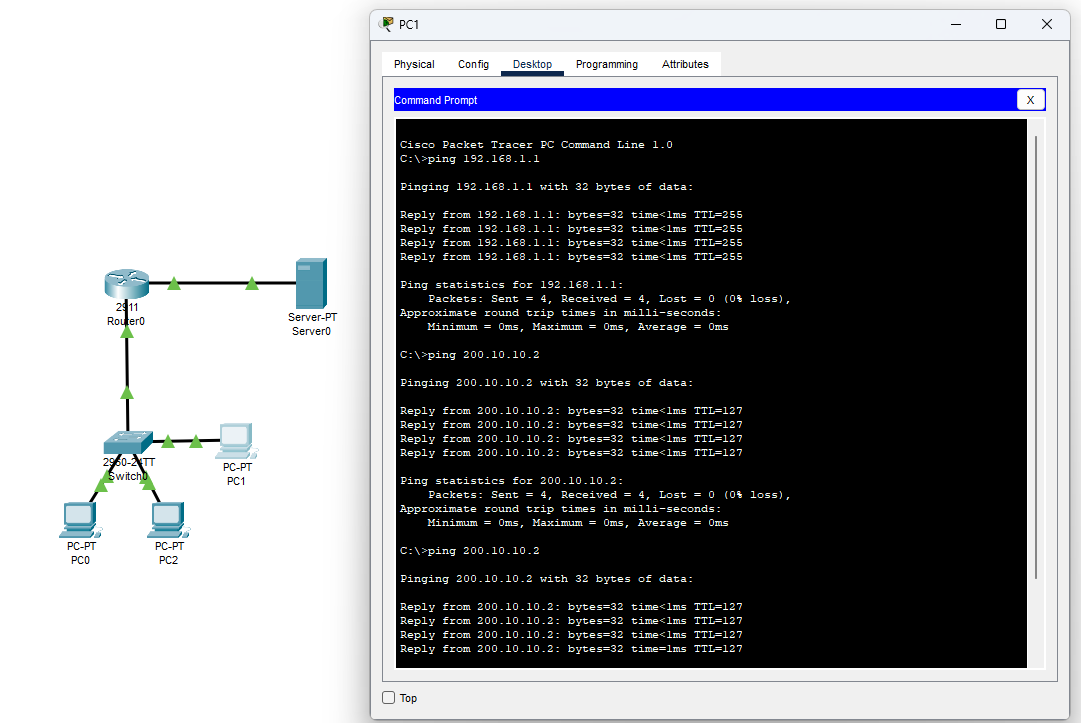 2911
Router0
Server-PT
Server0
2960-24TT
Switch0
PC-PT
PC1
PC-PT
PC0
PC-PT
PC2
PC1
Physical Config Desktop Programming Attributes
Command Prompt X
Cisco Packet Tracer PC Command Line 1.0
C:\>ping 192.168.1.1
Pinging 192.168.1.1 with 32 bytes of data:
Reply from 192.168.1.1: bytes=32 time<1ms TTL=255
Reply from 192.168.1.1: bytes=32 time<1ms TTL=255
Reply from 192.168.1.1: bytes=32 time<1ms TTL=255
Reply from 192.168.1.1: bytes=32 time<1ms TTL=255
Ping statistics for 192.168.1.1:
Packets: Sent = 4, Received = 4, Lost = 0 (0% loss),
Approximate round trip times in milli-seconds:
Minimum = 0ms, Maximum = 0ms, Average = 0ms
C:\>ping 200.10.10.2
Pinging 200.10.10.2 with 32 bytes of data:
Reply from 200.10.10.2: bytes=32 time<1ms TTL=127
Reply from 200.10.10.2: bytes=32 time<1ms TTL=127
Reply from 200.10.10.2: bytes=32 time<1ms TTL=127
Reply from 200.10.10.2: bytes=32 time<1ms TTL=127
Ping statistics for 200.10.10.2:
Packets: Sent = 4, Received = 4, Lost = 0 (0% loss),
Approximate round trip times in milli-seconds:
Minimum = 0ms, Maximum = 0ms, Average = 0ms
C:\>ping 200.10.10.2
Pinging 200.10.10.2 with 32 bytes of data:
Reply from 200.10.10.2: bytes=32 time<1ms TTL=127
Reply from 200.10.10.2: bytes=32 time<1ms TTL=127
Reply from 200.10.10.2: bytes=32 time<1ms TTL=127
Reply from 200.10.10.2: bytes=32 time=1ms TTL=127
Top